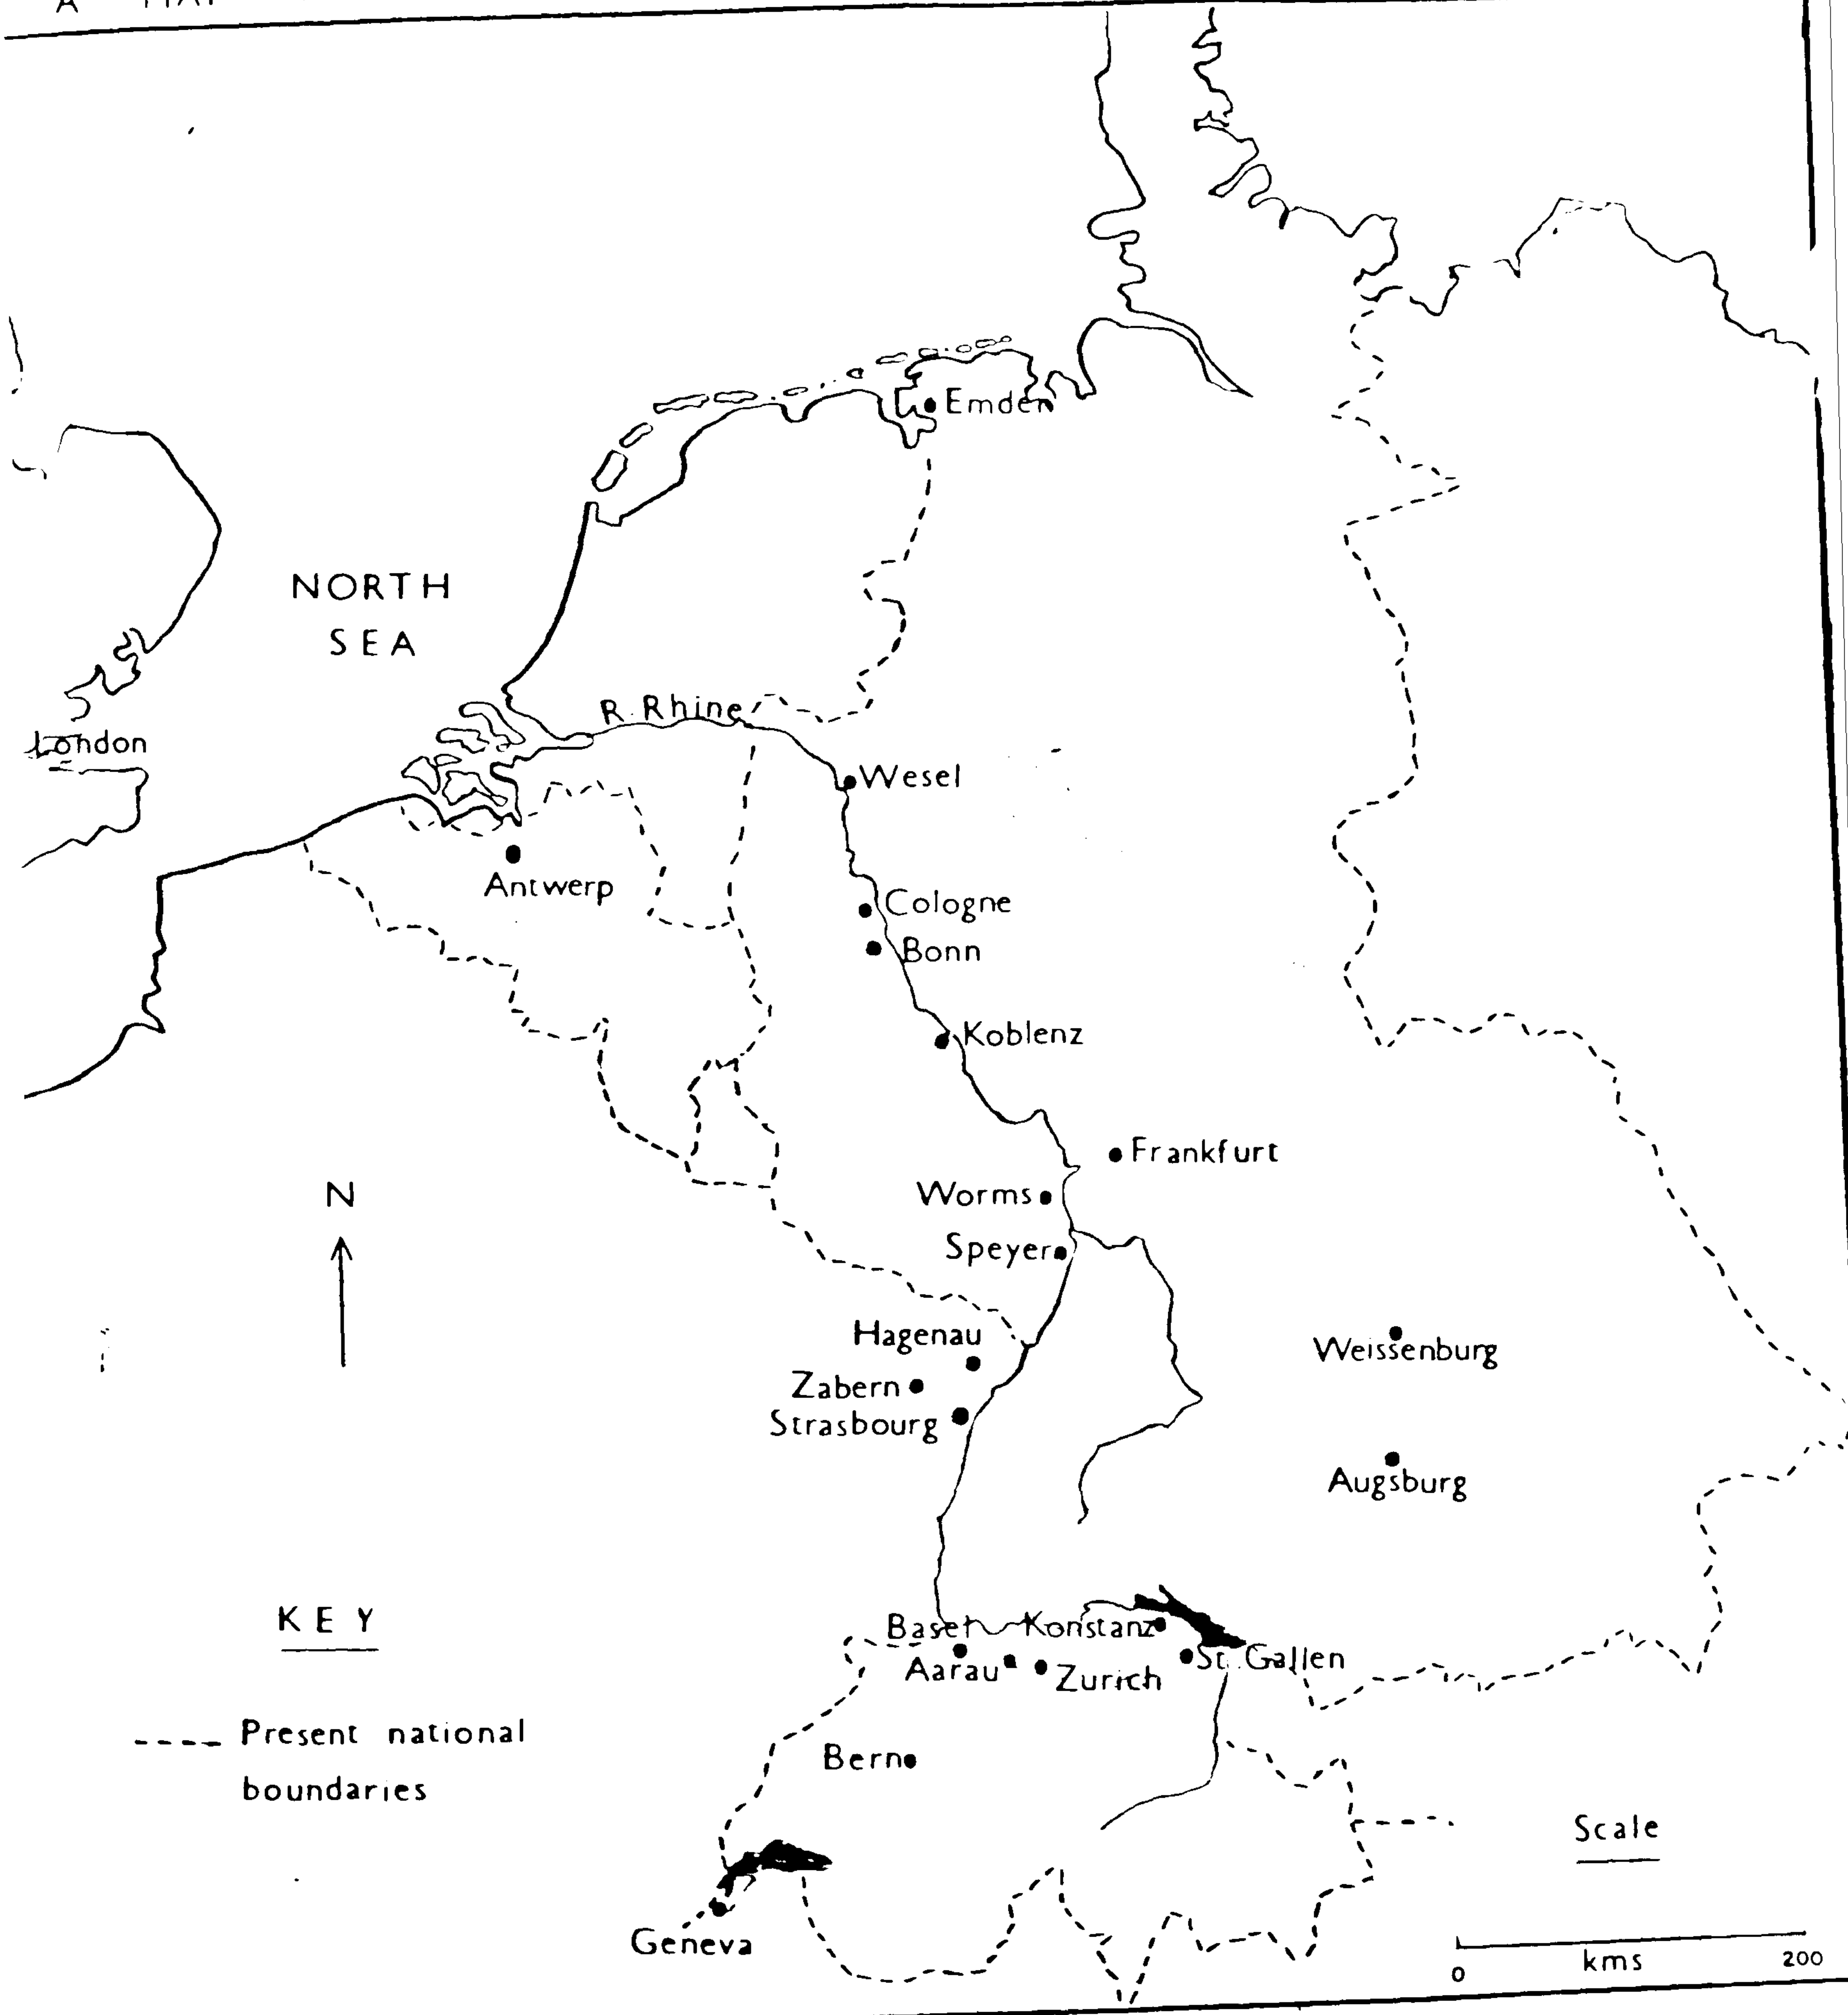 NORTH
SEA
Emden
R. Rhine
London
Wesel
Antwerp
Cologne
Bonn
Koblenz
Frankfurt
N
Worms
Speyer
Hagenau
Weissenburg
Zabern
Strasbourg
Augsburg
KEY
Basel
Konstanz
Aarau
Zurich
St. Gallen
Present national
boundaries
Bern
Scale
Geneva
kms
0
200